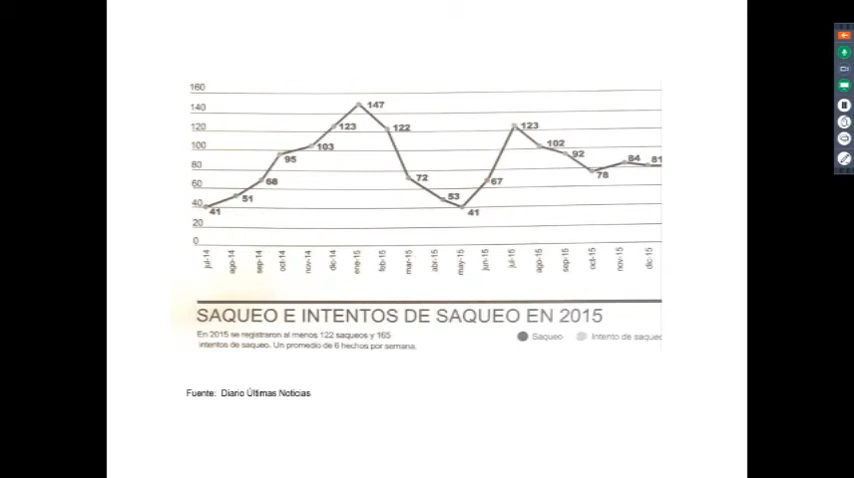 160
140
120
100
80
60
40
20
0
41
51
68
95
103
123
147
122
72
53
41
67
123
102
92
78
84
81
jul-14
ago-14
sep-14
oct-14
nov-14
dic-14
ene-15
feb-15
mar-15
abr-15
may-15
jun-15
jul-15
ago-15
sep-15
oct-15
nov-15
dic-15
SAQUEO E INTENTOS DE SAQUEO EN 2015
En 2015 se registraron al menos 122 saqueos y 165
intentos de saqueo. Un promedio de 6 hechos por semana.
Saqueo
Intento de saqueo
Fuente: Diario Últimas Noticias